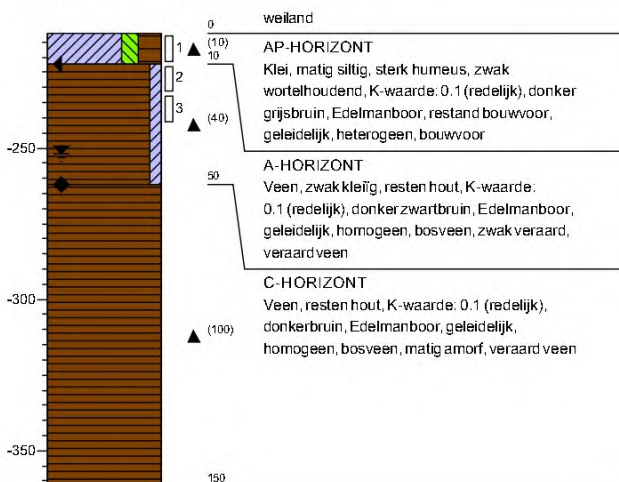 0 weiland
1 (10)
10
AP-HORIZONT
Klei, matig siltig, sterk humeus, zwak
wortelhoudend, K-waarde: 0.1 (redelijk), donker
grijsbruin, Edelmanboor, restand bouwvoor,
geleidelijk, heterogeen, bouwvoor
2
3
(40)
-250
50
A-HORIZONT
Veen, zwak kleiïg, resten hout, K-waarde:
0.1 (redelijk), donker zwartbruin, Edelmanboor,
geleidelijk, homogeen, bosveen, zwak veraard,
veraard veen
C-HORIZONT
Veen, resten hout, K-waarde: 0.1 (redelijk),
donkerbruin, Edelmanboor, geleidelijk,
homogeen, bosveen, matig amorf, veraard veen
-300
(100)
-350
150